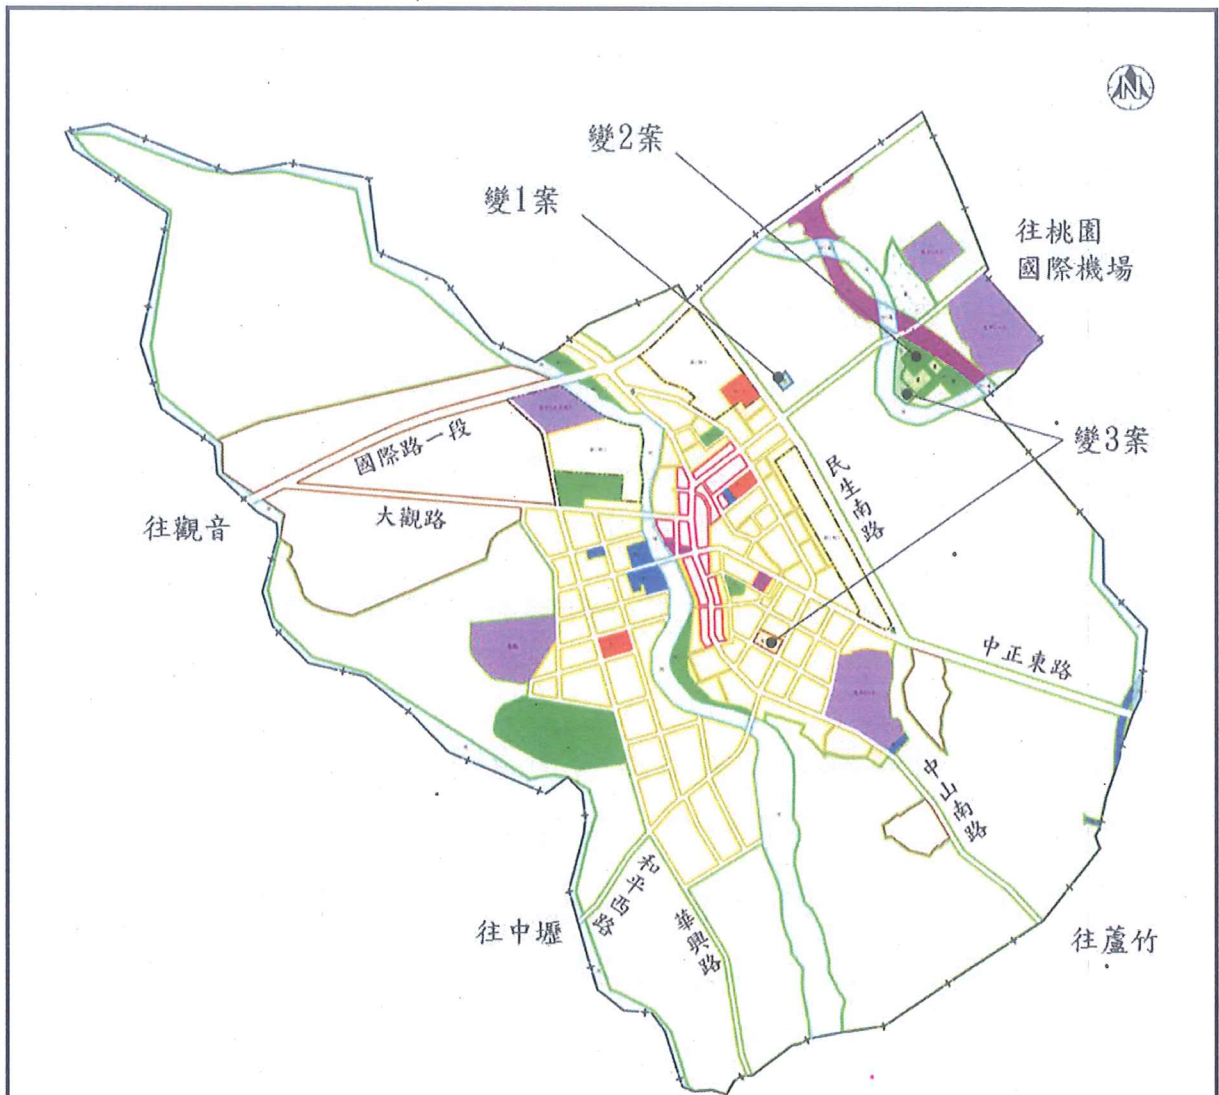 N
變2案
變1案
往桃園
國際機場
變3案
國際路一段
民生南路
大觀路
往觀音
中正東路
中山南路
和平西路
華興路
往中壢
往蘆竹